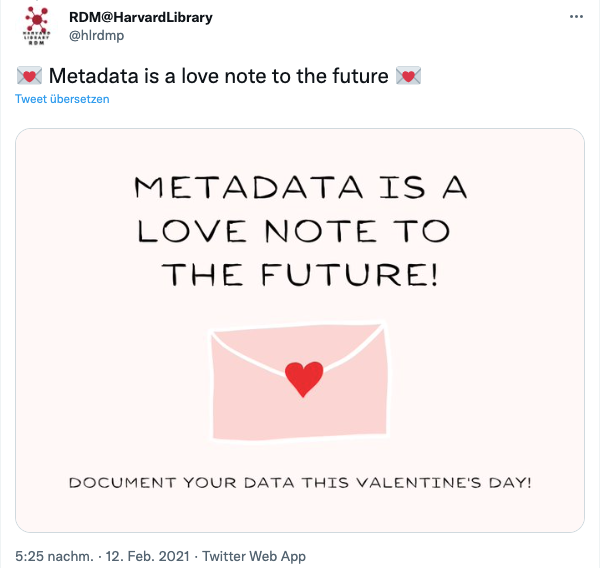 RDM@HarvardLibrary
@hlrdmp
HARVARD
LIBRARY
RDM
💌 Metadata is a love note to the future 💌
Tweet übersetzen
METADATA IS A
LOVE NOTE TO
THE FUTURE!
DOCUMENT YOUR DATA THIS VALENTINE'S DAY!
5:25 nachm. · 12. Feb. 2021 · Twitter Web App